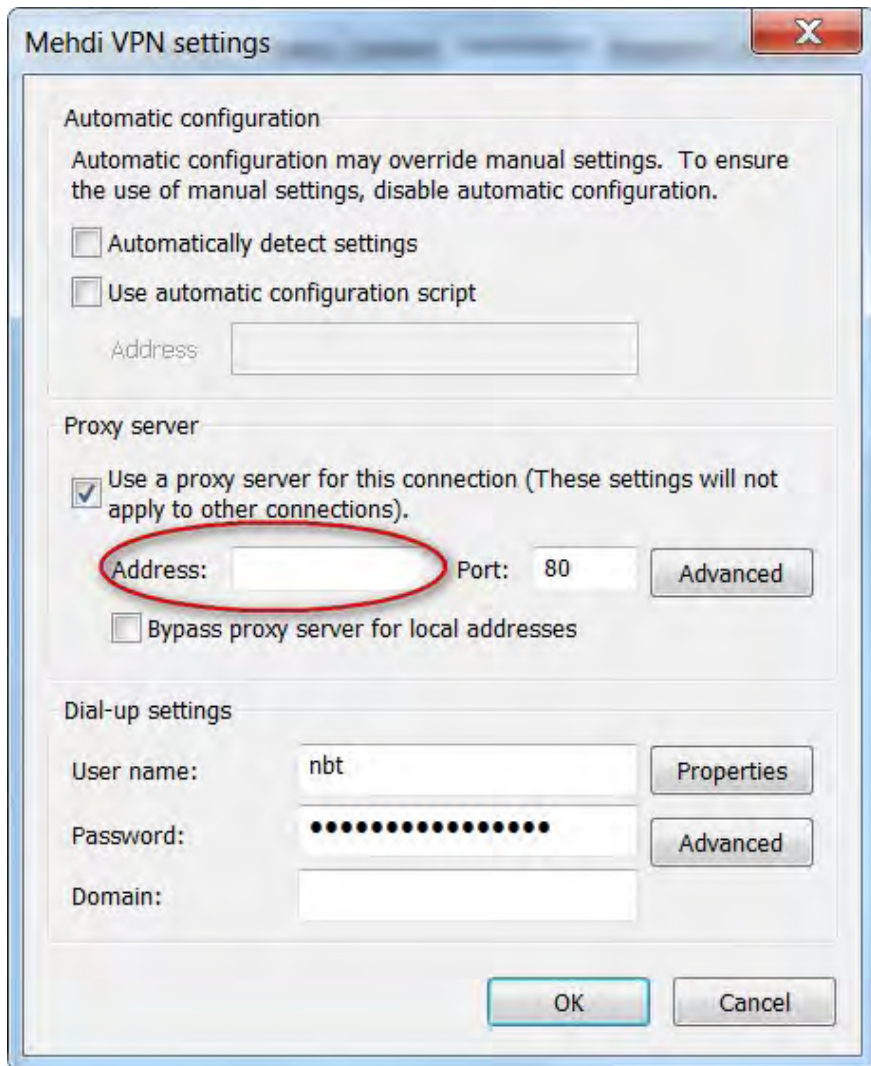 Mehdi VPN settings
X
Automatic configuration
Automatic configuration may override manual settings. To ensure
the use of manual settings, disable automatic configuration.
Automatically detect settings
Use automatic configuration script
Address
Proxy server
Use a proxy server for this connection (These settings will not
apply to other connections).
Address: Port: 80 Advanced
Bypass proxy server for local addresses
Dial-up settings
User name: nbt Properties
Password: •••••••••••••••• Advanced
Domain:
OK Cancel